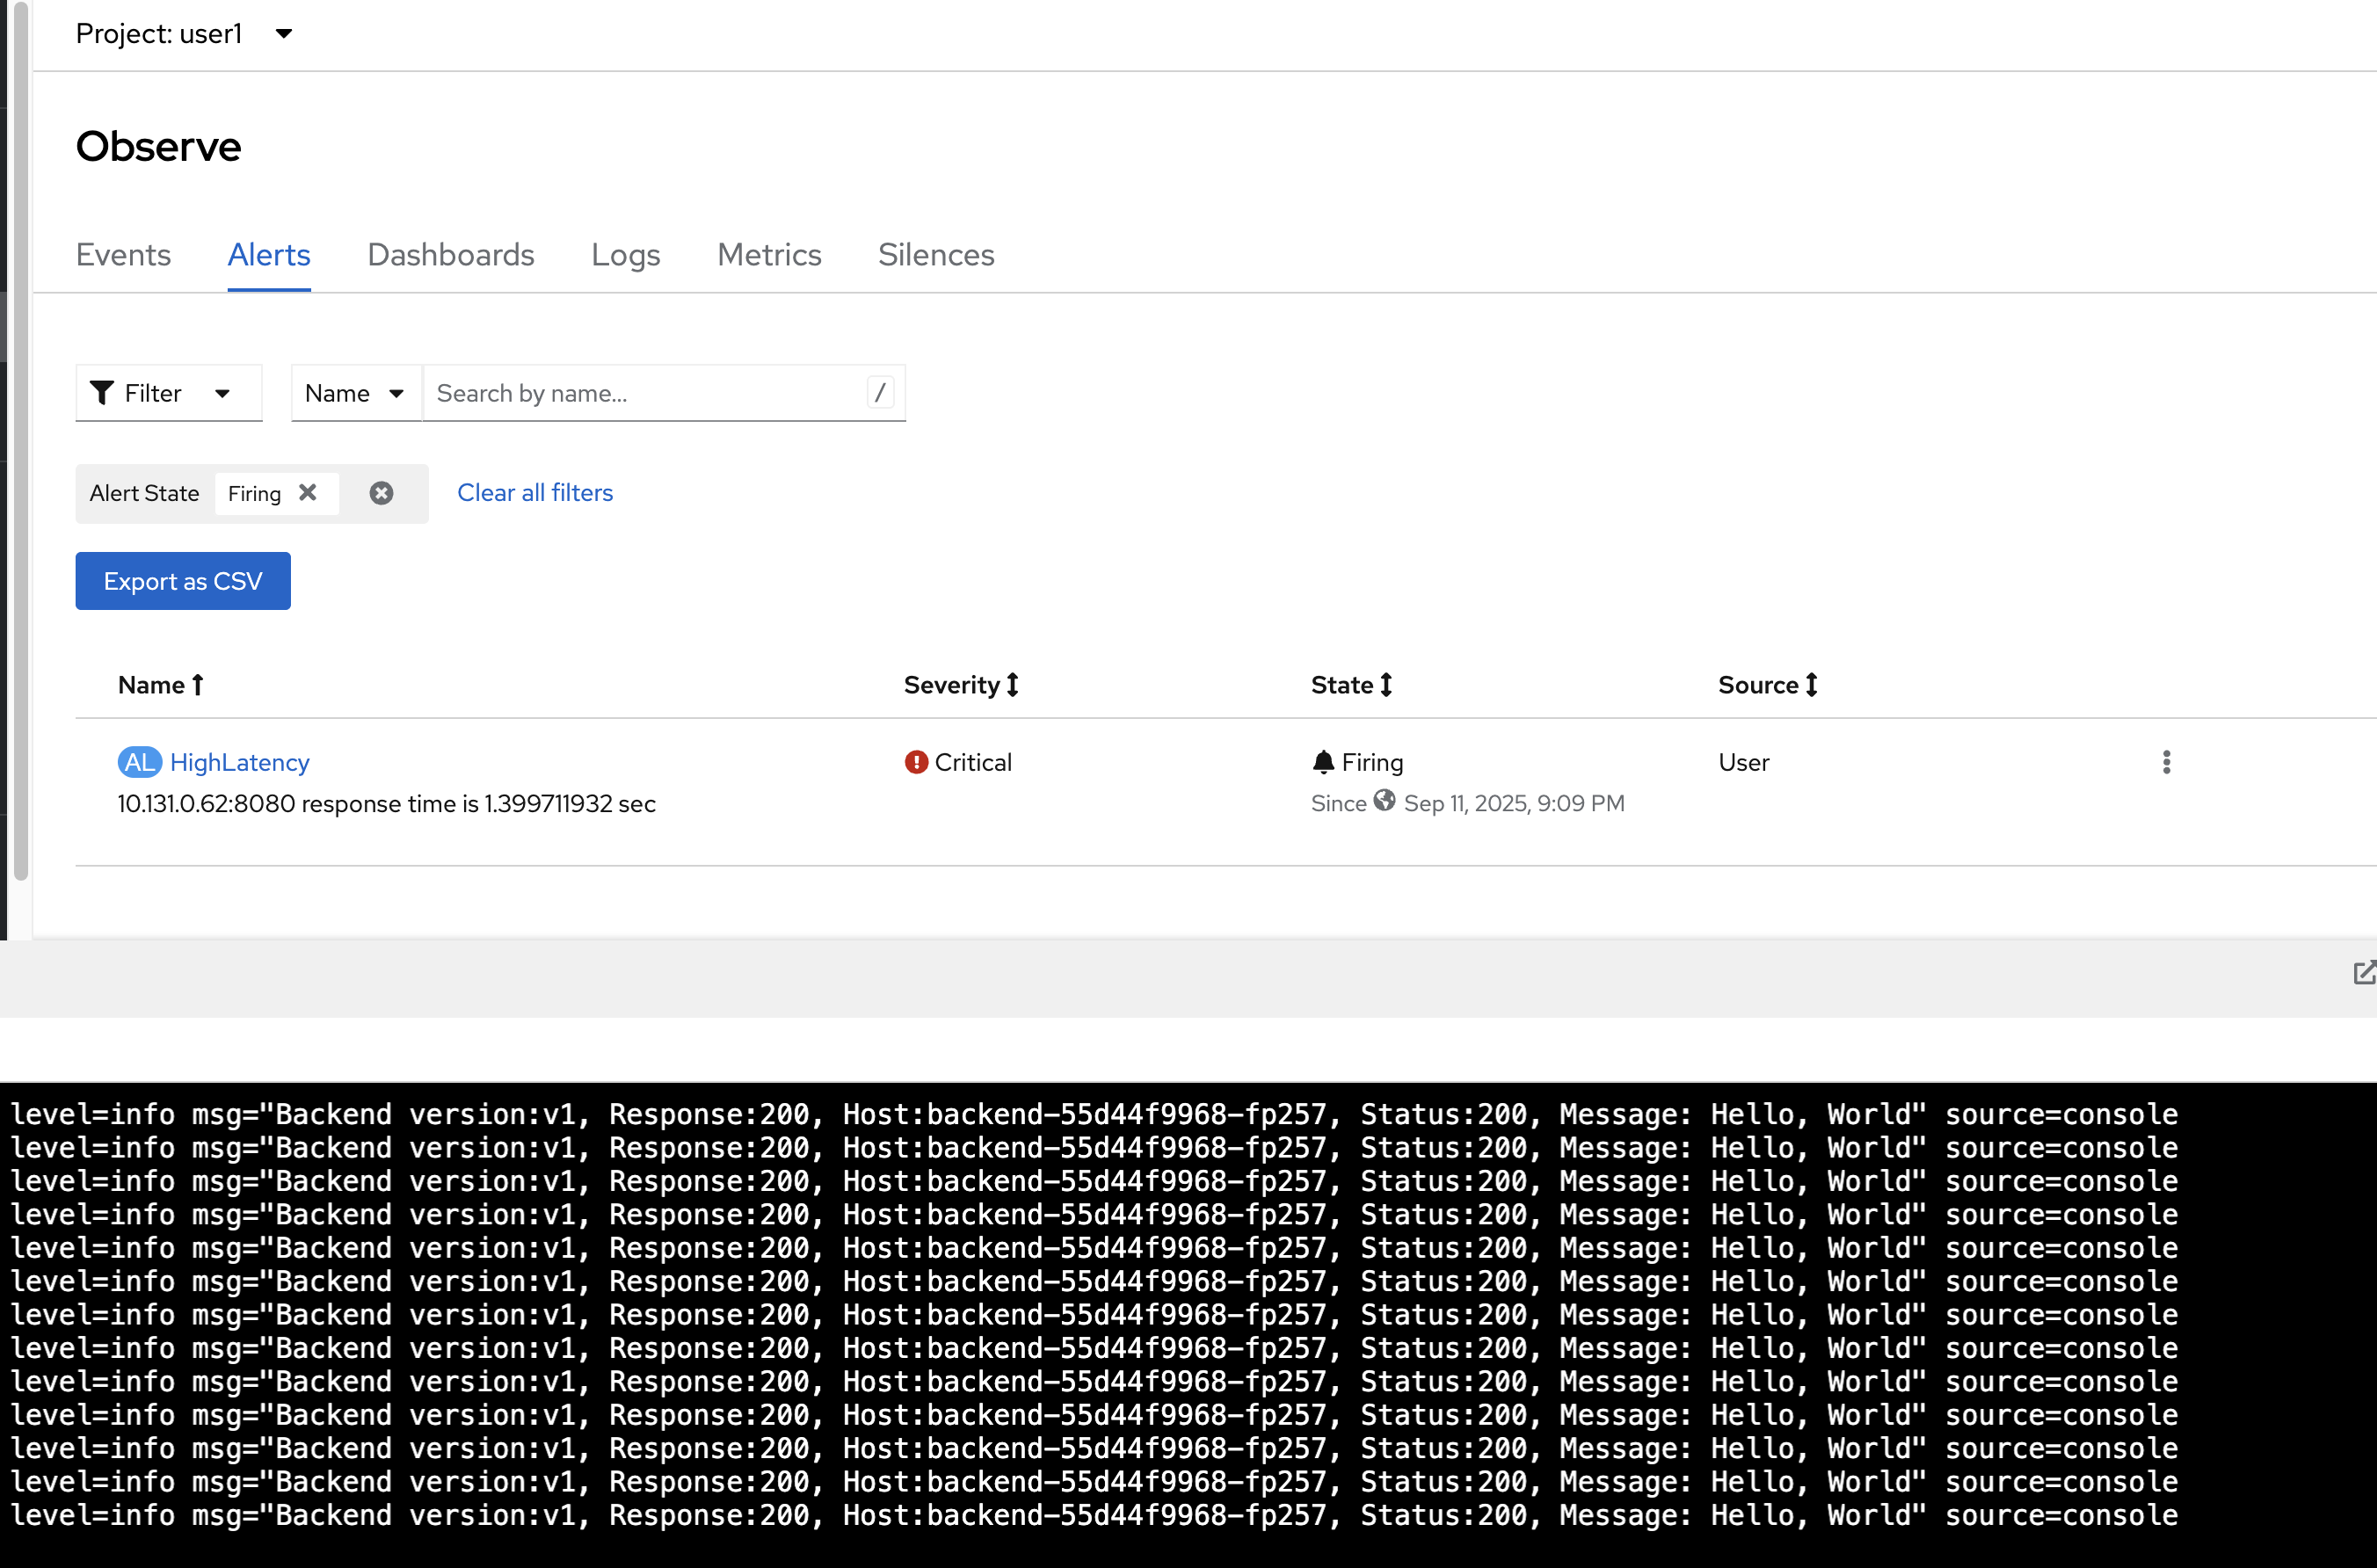 Project: user1
Observe
Events Alerts Dashboards Logs Metrics Silences
Filter Name Search by name... /
Alert State Firing Clear all filters
Export as CSV
Name Severity State Source
AL HighLatency Critical Firing User
10.131.0.62:8080 response time is 1.399711932 sec Since Sep 11, 2025, 9:09 PM
level=info msg="Backend version:v1, Response:200, Host:backend-55d44f9968-fp257, Status:200, Message: Hello, World" source=console
level=info msg="Backend version:v1, Response:200, Host:backend-55d44f9968-fp257, Status:200, Message: Hello, World" source=console
level=info msg="Backend version:v1, Response:200, Host:backend-55d44f9968-fp257, Status:200, Message: Hello, World" source=console
level=info msg="Backend version:v1, Response:200, Host:backend-55d44f9968-fp257, Status:200, Message: Hello, World" source=console
level=info msg="Backend version:v1, Response:200, Host:backend-55d44f9968-fp257, Status:200, Message: Hello, World" source=console
level=info msg="Backend version:v1, Response:200, Host:backend-55d44f9968-fp257, Status:200, Message: Hello, World" source=console
level=info msg="Backend version:v1, Response:200, Host:backend-55d44f9968-fp257, Status:200, Message: Hello, World" source=console
level=info msg="Backend version:v1, Response:200, Host:backend-55d44f9968-fp257, Status:200, Message: Hello, World" source=console
level=info msg="Backend version:v1, Response:200, Host:backend-55d44f9968-fp257, Status:200, Message: Hello, World" source=console
level=info msg="Backend version:v1, Response:200, Host:backend-55d44f9968-fp257, Status:200, Message: Hello, World" source=console
level=info msg="Backend version:v1, Response:200, Host:backend-55d44f9968-fp257, Status:200, Message: Hello, World" source=console
level=info msg="Backend version:v1, Response:200, Host:backend-55d44f9968-fp257, Status:200, Message: Hello, World" source=console
level=info msg="Backend version:v1, Response:200, Host:backend-55d44f9968-fp257, Status:200, Message: Hello, World" source=console